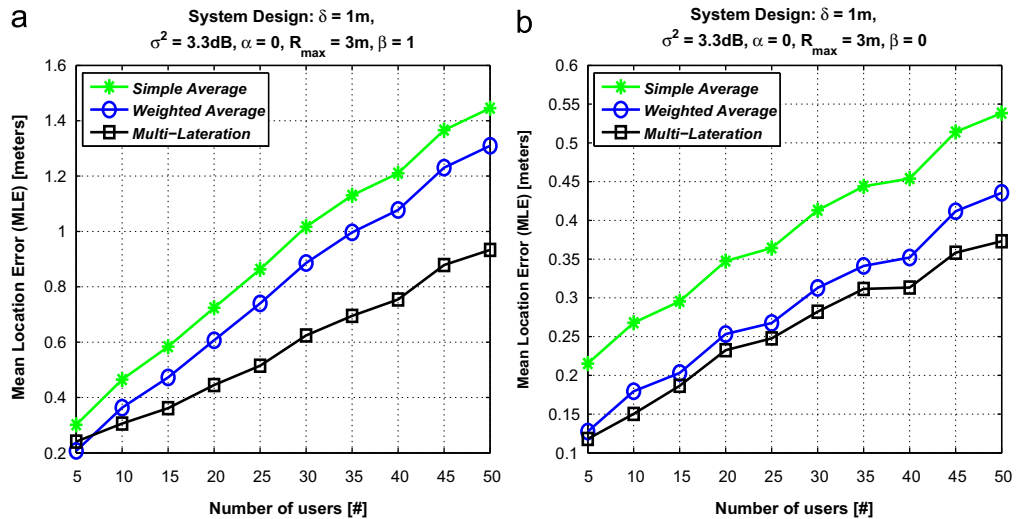 a
System Design: δ = 1m,
σ² = 3.3dB, α = 0, R_max = 3m, β = 1
Mean Location Error (MLE) [meters]
1.6
1.4
1.2
1
0.8
0.6
0.4
0.2
Simple Average
Weighted Average
Multi−Lateration
5 10 15 20 25 30 35 40 45 50
Number of users [#]
b
System Design: δ = 1m,
σ² = 3.3dB, α = 0, R_max = 3m, β = 0
Mean Location Error (MLE) [meters]
0.6
0.55
0.5
0.45
0.4
0.35
0.3
0.25
0.2
0.15
0.1
Simple Average
Weighted Average
Multi−Lateration
5 10 15 20 25 30 35 40 45 50
Number of users [#]